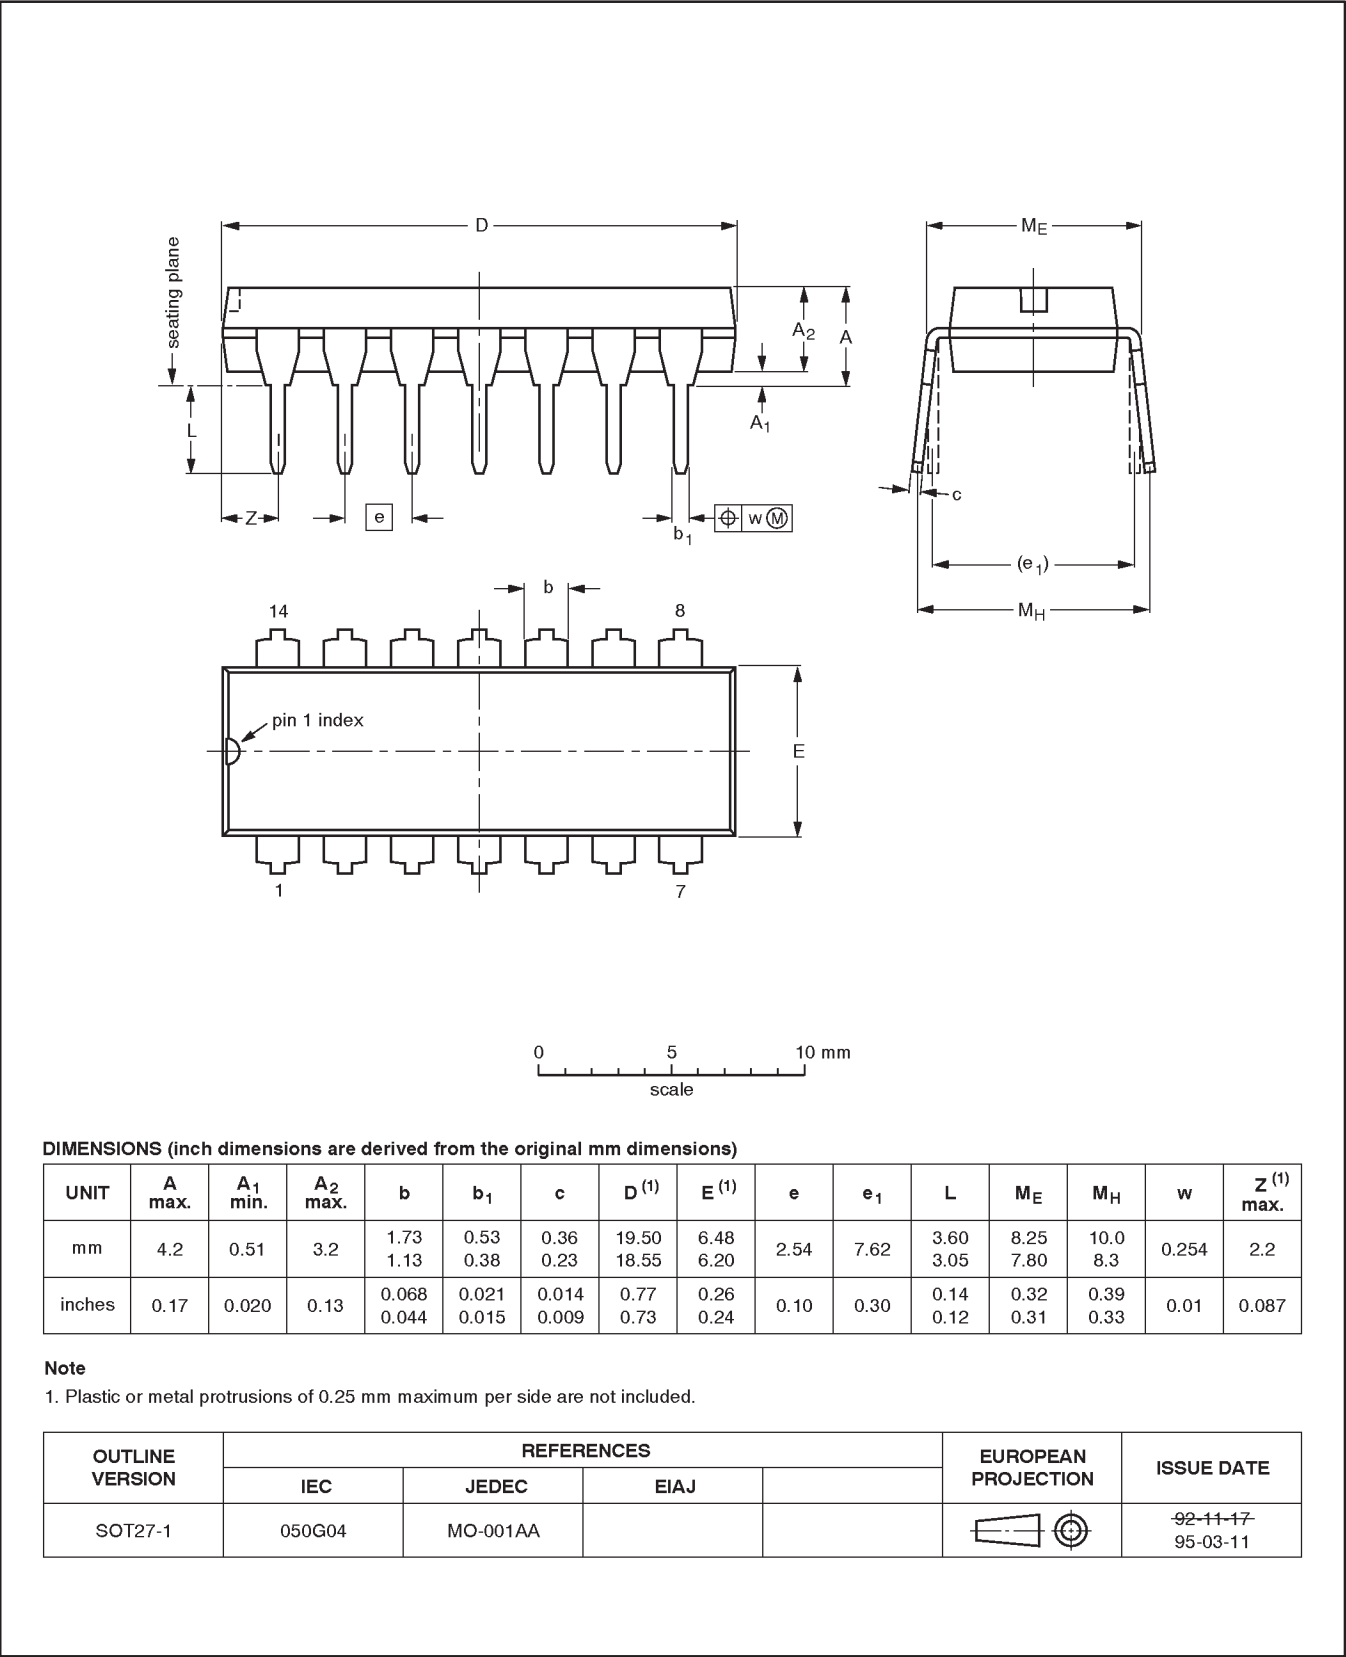 D
M E
seating plane
A 2
A
A 1
L
Z
e
b 1
w M
c
(e 1 )
M H
b
14
8
pin 1 index
E
1
7
0 5 10 mm
scale
DIMENSIONS (inch dimensions are derived from the original mm dimensions)
UNIT A max. A1 min. A2 max. b b1 c D (1) E (1) e e1 L ME MH w Z (1) max.
mm 4.2 0.51 3.2 1.73 1.13 0.53 0.38 0.36 0.23 19.50 18.55 6.48 6.20 2.54 7.62 3.60 3.05 8.25 7.80 10.0 8.3 0.254 2.2
inches 0.17 0.020 0.13 0.068 0.044 0.021 0.015 0.014 0.009 0.77 0.73 0.26 0.24 0.10 0.30 0.14 0.12 0.32 0.31 0.39 0.33 0.01 0.087
Note
1. Plastic or metal protrusions of 0.25 mm maximum per side are not included.
OUTLINE VERSION
REFERENCES
EUROPEAN PROJECTION
ISSUE DATE
IEC JEDEC EIAJ
SOT27-1 050G04 MO-001AA
92-11-17
95-03-11